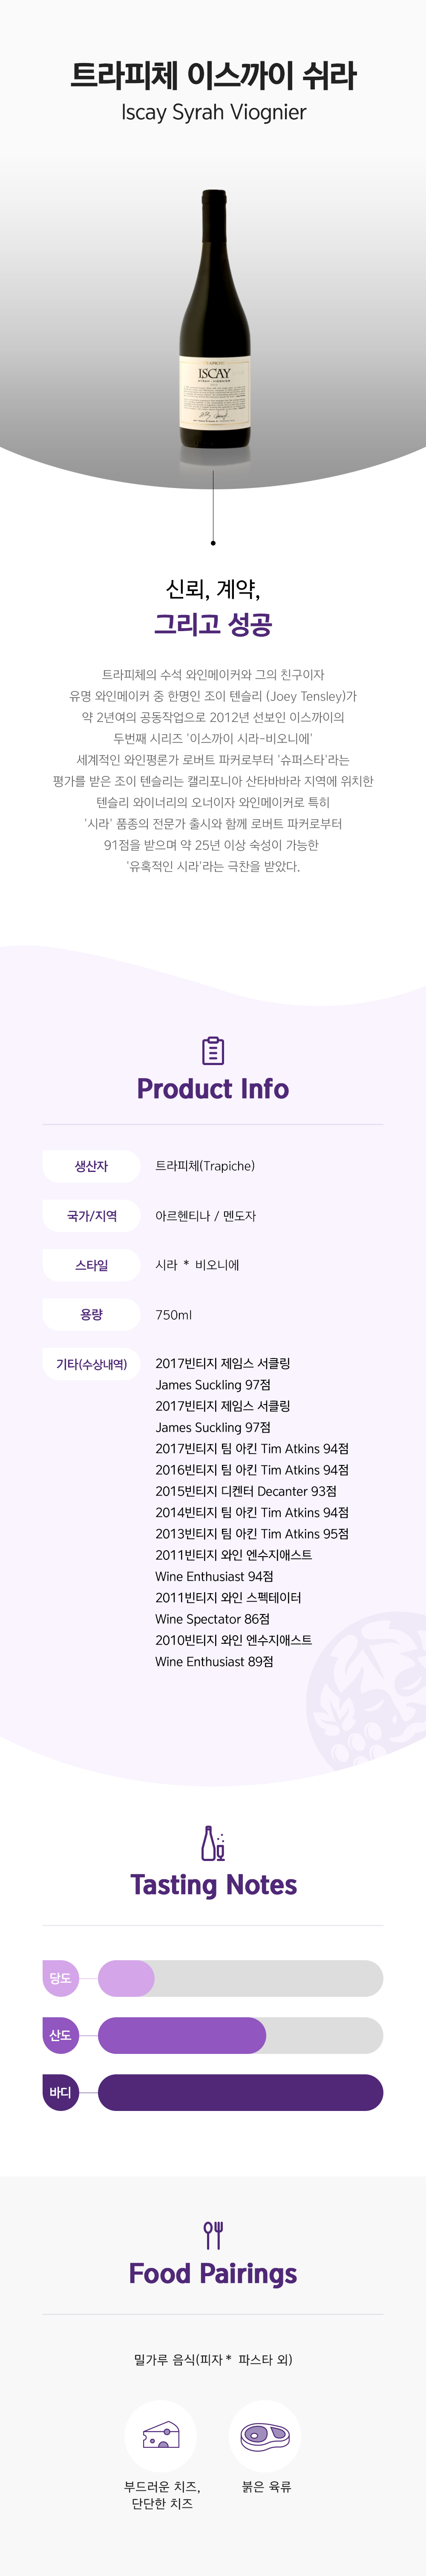 트라피체 이스까이 쉬라
Iscay Syrah Viognier
ISCAY
SYRAH - VIOGNIER
신뢰, 계약,
그리고 성공
트라피체의 수석 와인메이커와 그의 친구이자
유명 와인메이커 중 한명인 조이 텐슬리 (Joey Tensley)가
약 2년여의 공동작업으로 2012년 선보인 이스까이의
두번째 시리즈 '이스까이 시라-비오니에'
세계적인 와인평론가 로버트 파커로부터 '슈퍼스타'라는
평가를 받은 조이 텐슬리는 캘리포니아 산타바바라 지역에 위치한
텐슬리 와이너리의 오너이자 와인메이커로 특히
'시라' 품종의 전문가 출시와 함께 로버트 파커로부터
91점을 받으며 약 25년 이상 숙성이 가능한
'유혹적인 시라'라는 극찬을 받았다.
Product Info
생산자 트라피체(Trapiche)
국가/지역 아르헨티나 / 멘도자
스타일 시라 * 비오니에
용량 750ml
기타(수상내역) 2017빈티지 제임스 서클링
James Suckling 97점
2017빈티지 제임스 서클링
James Suckling 97점
2017빈티지 팀 아킨 Tim Atkins 94점
2016빈티지 팀 아킨 Tim Atkins 94점
2015빈티지 디켄터 Decanter 93점
2014빈티지 팀 아킨 Tim Atkins 94점
2013빈티지 팀 아킨 Tim Atkins 95점
2011빈티지 와인 엔수지애스트
Wine Enthusiast 94점
2011빈티지 와인 스펙테이터
Wine Spectator 86점
2010빈티지 와인 엔수지애스트
Wine Enthusiast 89점
Tasting Notes
당도
산도
바디
Food Pairings
밀가루 음식(피자 * 파스타 외)
부드러운 치즈,
단단한 치즈
붉은 육류